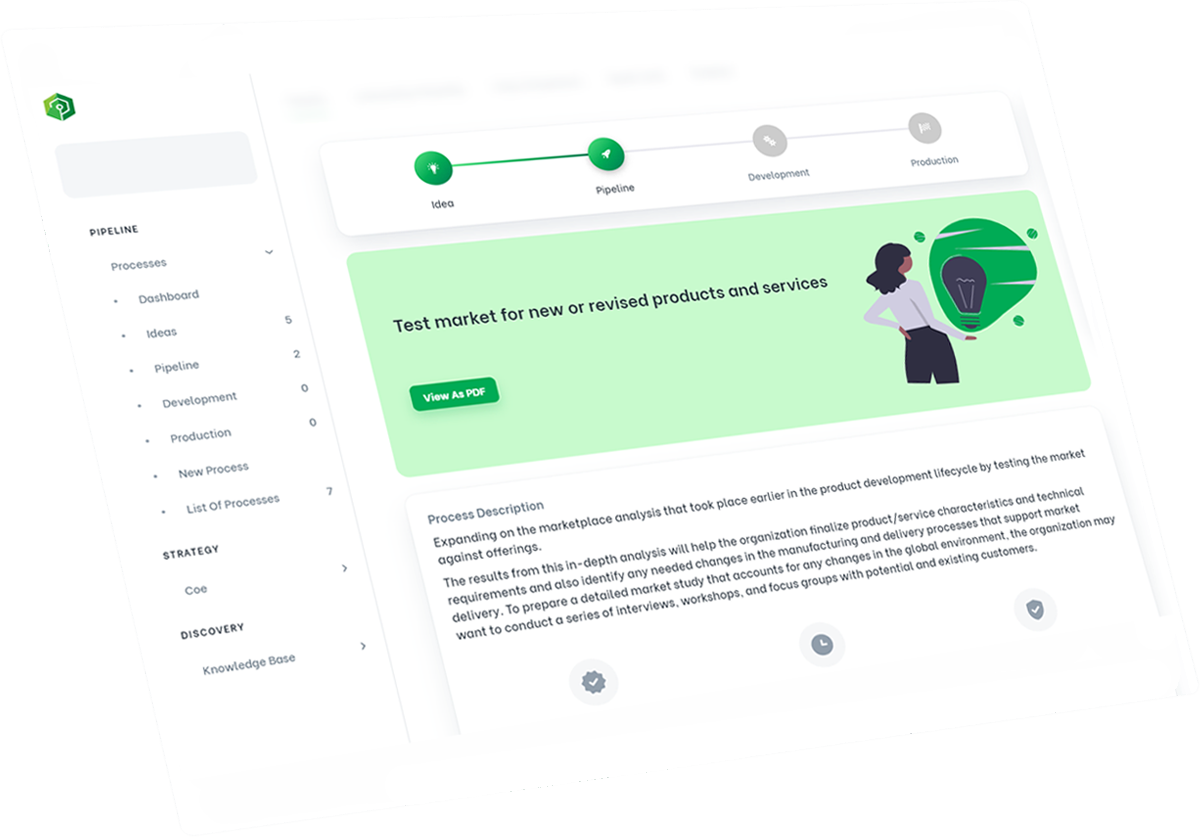 PIPELINE
Processes
Dashboard
Ideas 5
Pipeline 2
Development 0
Production 0
New Process
List Of Processes 7
STRATEGY
Coe
DISCOVERY
Knowledge Base
Idea
Pipeline
Development
Production
Test market for new or revised products and services
View As PDF
Process Description
Expanding on the marketplace analysis that took place earlier in the product development lifecycle by testing the market
against offerings.
The results from this in-depth analysis will help the organization finalize product/service characteristics and technical
requirements and also identify any needed changes in the manufacturing and delivery processes that support market
delivery. To prepare a detailed market study that accounts for any changes in the global environment, the organization may
want to conduct a series of interviews, workshops, and focus groups with potential and existing customers.